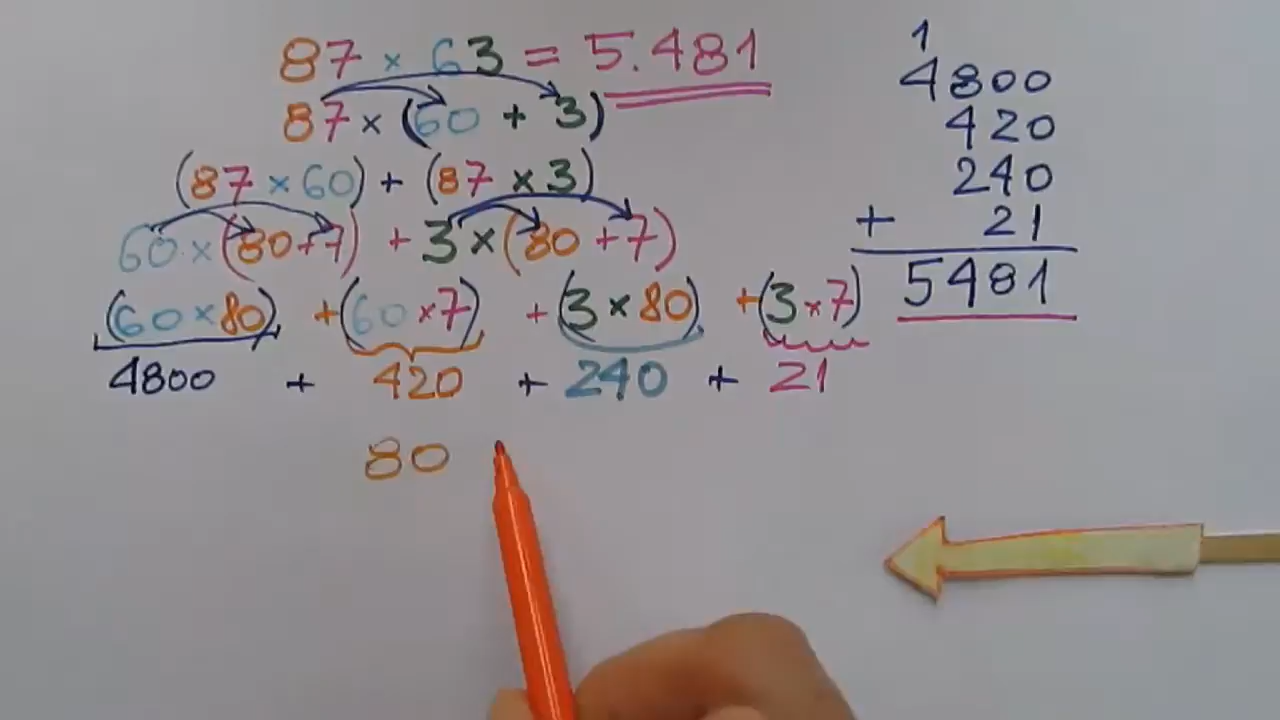 87 × 63 = 5.481
87 × (60 + 3)
(87 × 60) + (87 × 3)
60 × (80+7) + 3 × (80 + 7)
(60 × 80) + (60 × 7) + (3 × 80) + (3 × 7)
4800 + 420 + 240 + 21
80
1
4800
420
240
+ 21
5481